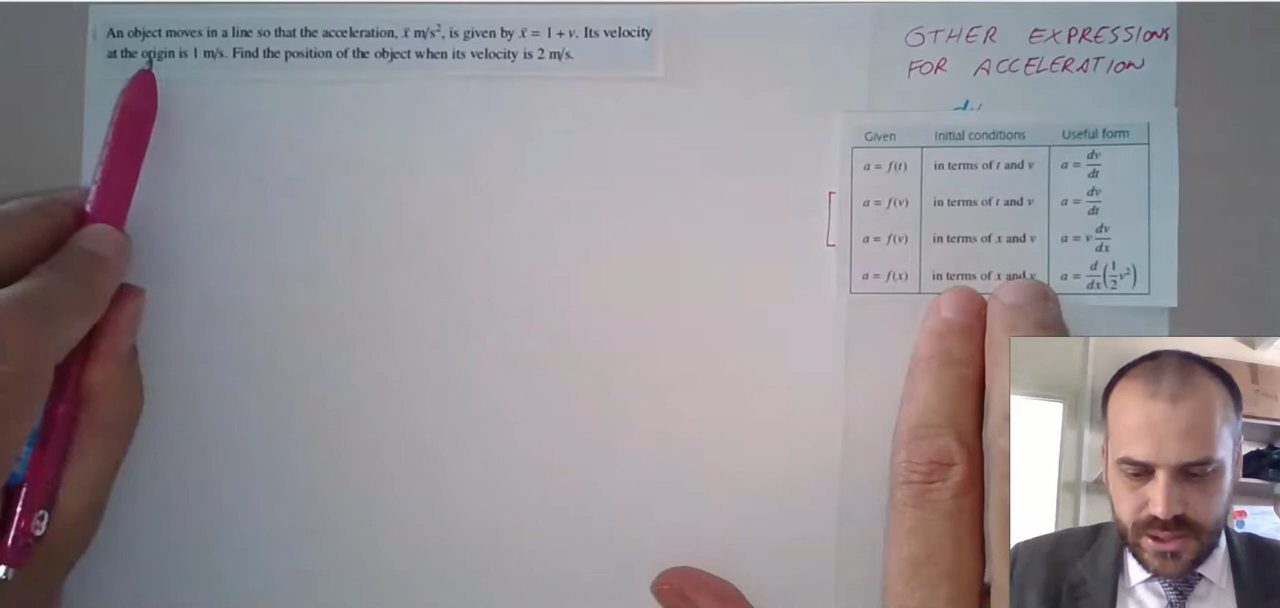 An object moves in a line so that the acceleration, ẍ m/s², is given by ẍ = 1 + v. Its velocity
at the origin is 1 m/s. Find the position of the object when its velocity is 2 m/s.
OTHER EXPRESSIONS
FOR ACCELERATION
Given Initial conditions Useful form
a = f(t) in terms of t and v a = dv/dt
a = f(v) in terms of t and v a = dv/dt
a = f(v) in terms of x and v a = v dv/dx
a = f(x) in terms of x and v a = d/dx(1/2 v²)